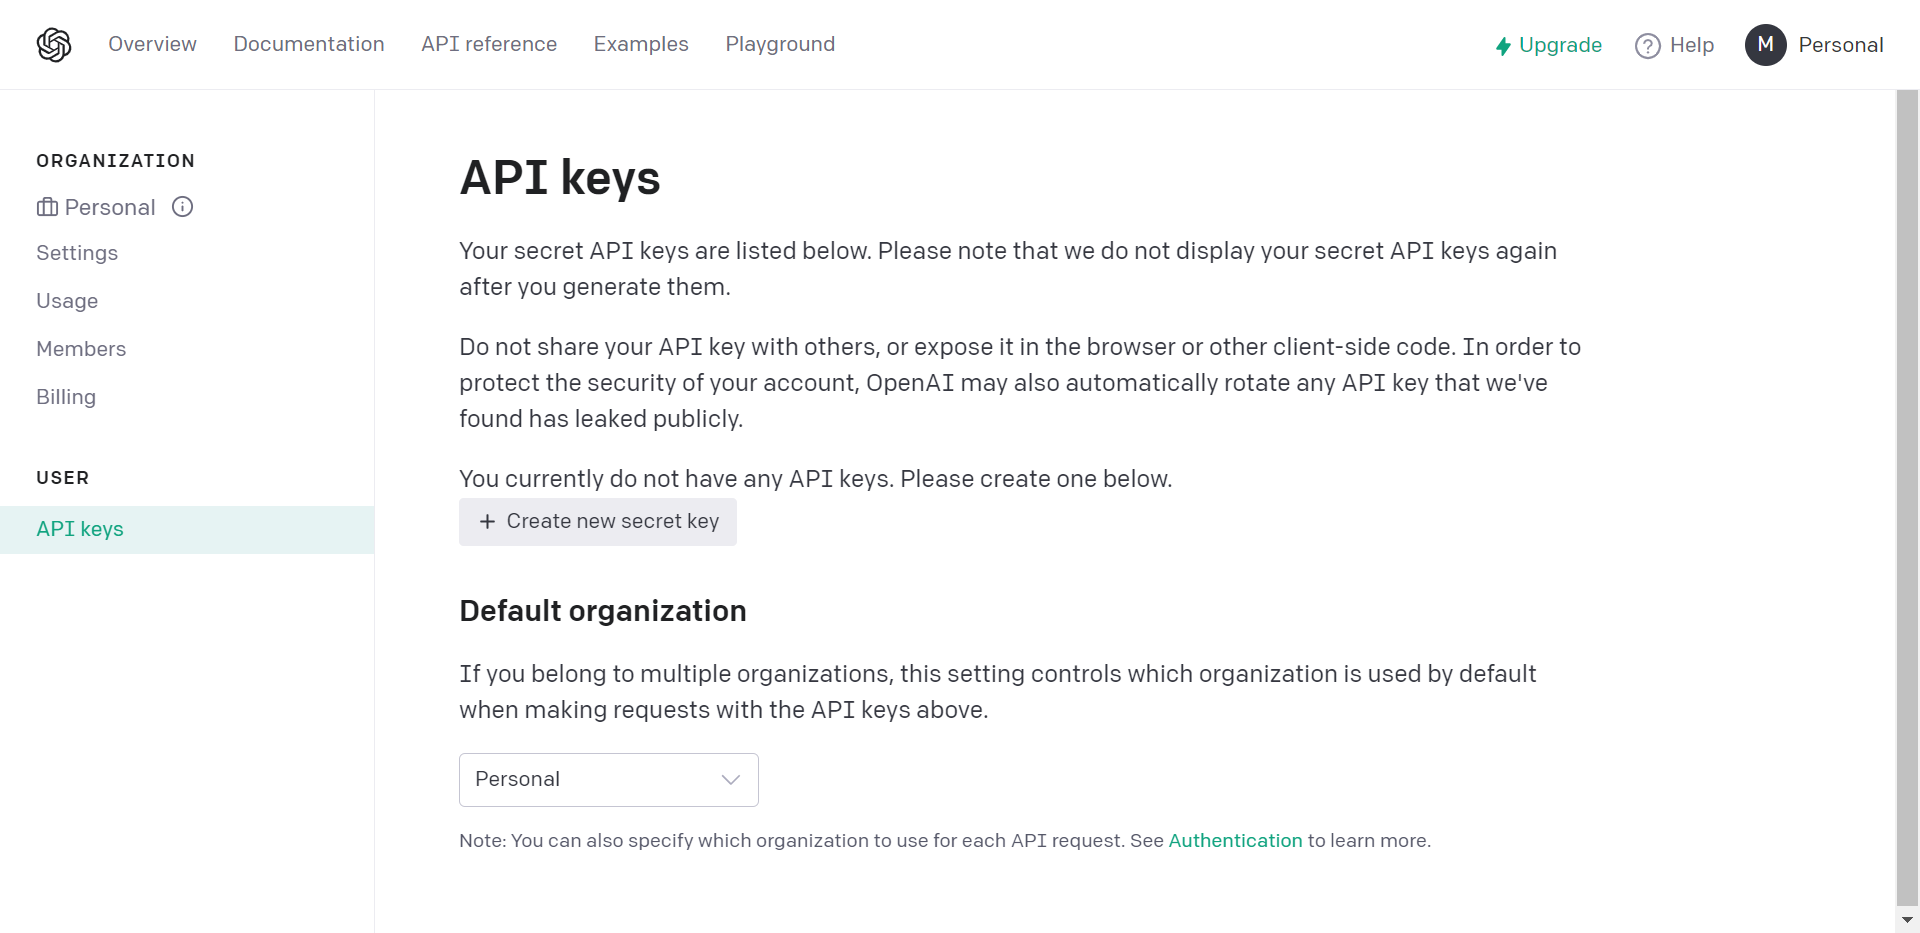 Overview Documentation API reference Examples Playground Upgrade Help M Personal
ORGANIZATION
Personal
Settings
Usage
Members
Billing
USER
API keys
API keys
Your secret API keys are listed below. Please note that we do not display your secret API keys again
after you generate them.
Do not share your API key with others, or expose it in the browser or other client-side code. In order to
protect the security of your account, OpenAI may also automatically rotate any API key that we've
found has leaked publicly.
You currently do not have any API keys. Please create one below.
+ Create new secret key
Default organization
If you belong to multiple organizations, this setting controls which organization is used by default
when making requests with the API keys above.
Personal
Note: You can also specify which organization to use for each API request. See Authentication to learn more.